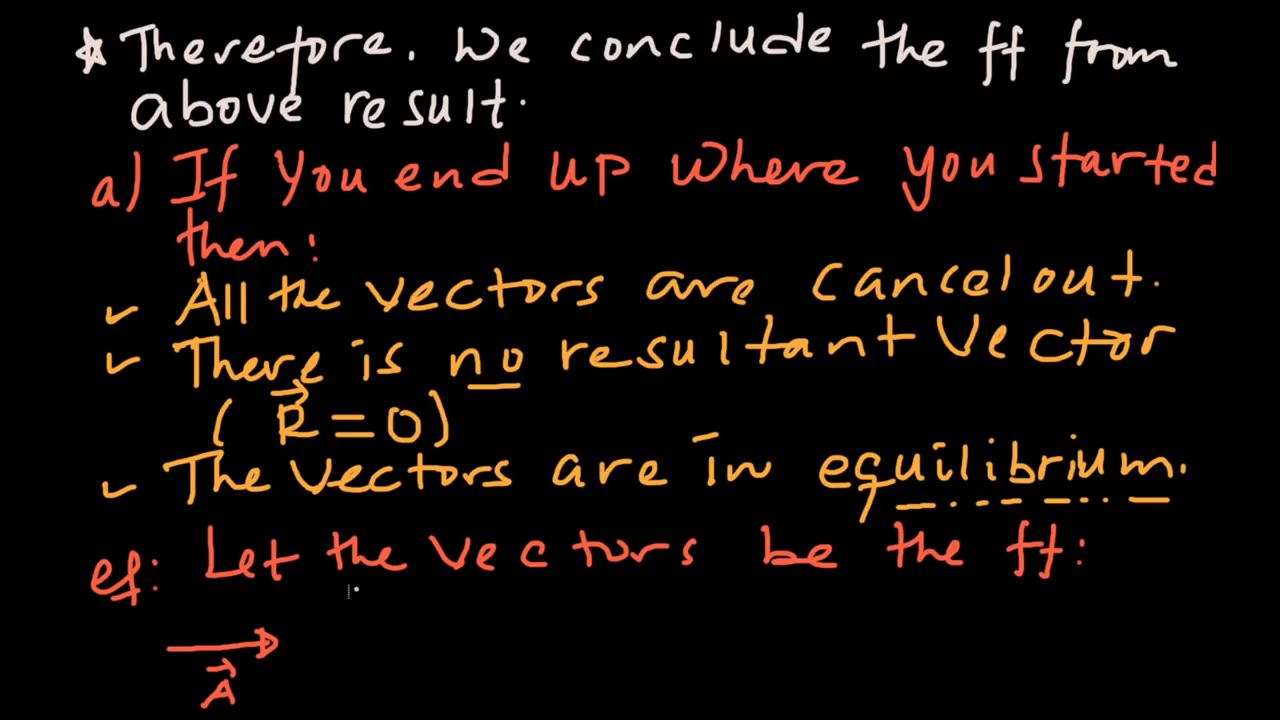 * Therefore. We conclude the ff from
above result.
a) If you end up where you started
then:
✓ All the vectors are cancel out.
✓ There is no resultant vector
(R⃗ = 0)
✓ The vectors are in equilibrium.
eg: Let the vectors be the ff:
A⃗